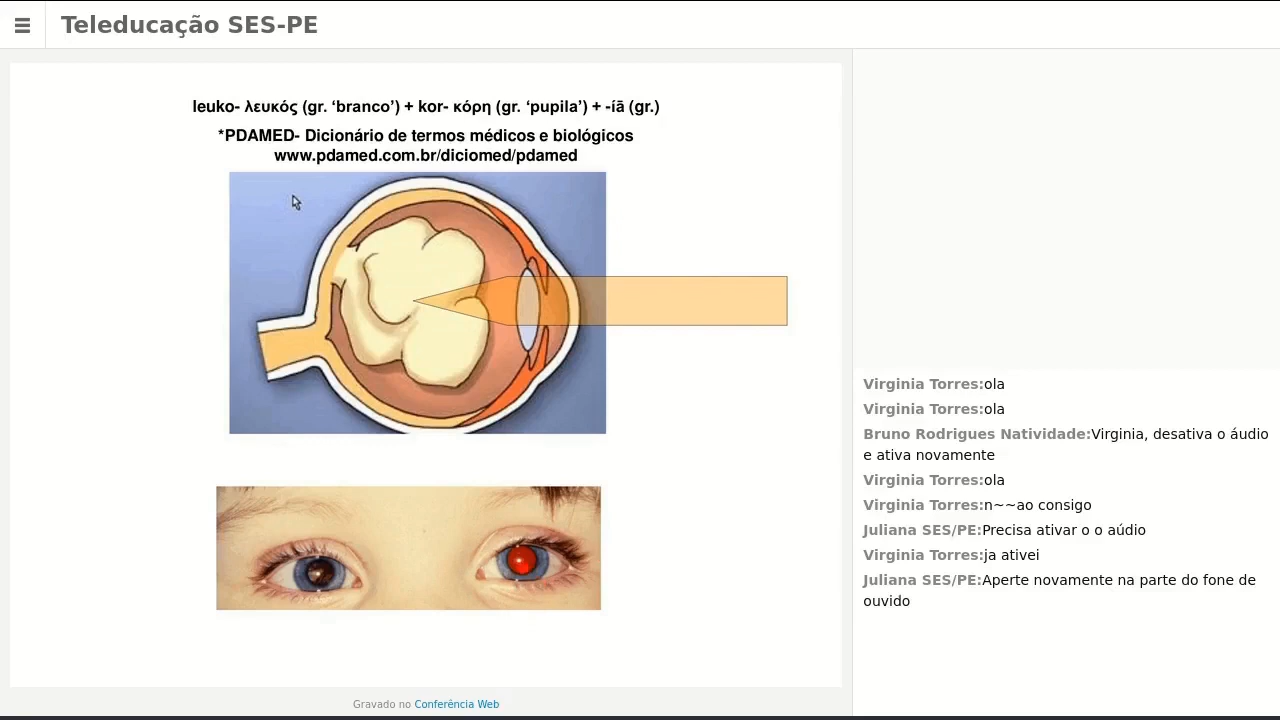 Teleducação SES-PE
leuko- λευκός (gr. ‘branco’) + kor- κόρη (gr. ‘pupila’) + -íā (gr.)
*PDAMED- Dicionário de termos médicos e biológicos
www.pdamed.com.br/diciomed/pdamed
Gravado no Conferência Web
Virginia Torres:ola
Virginia Torres:ola
Bruno Rodrigues Natividade:Virginia, desativa o áudio
e ativa novamente
Virginia Torres:ola
Virginia Torres:n~~ao consigo
Juliana SES/PE:Precisa ativar o o aúdio
Virginia Torres:ja ativei
Juliana SES/PE:Aperte novamente na parte do fone de
ouvido